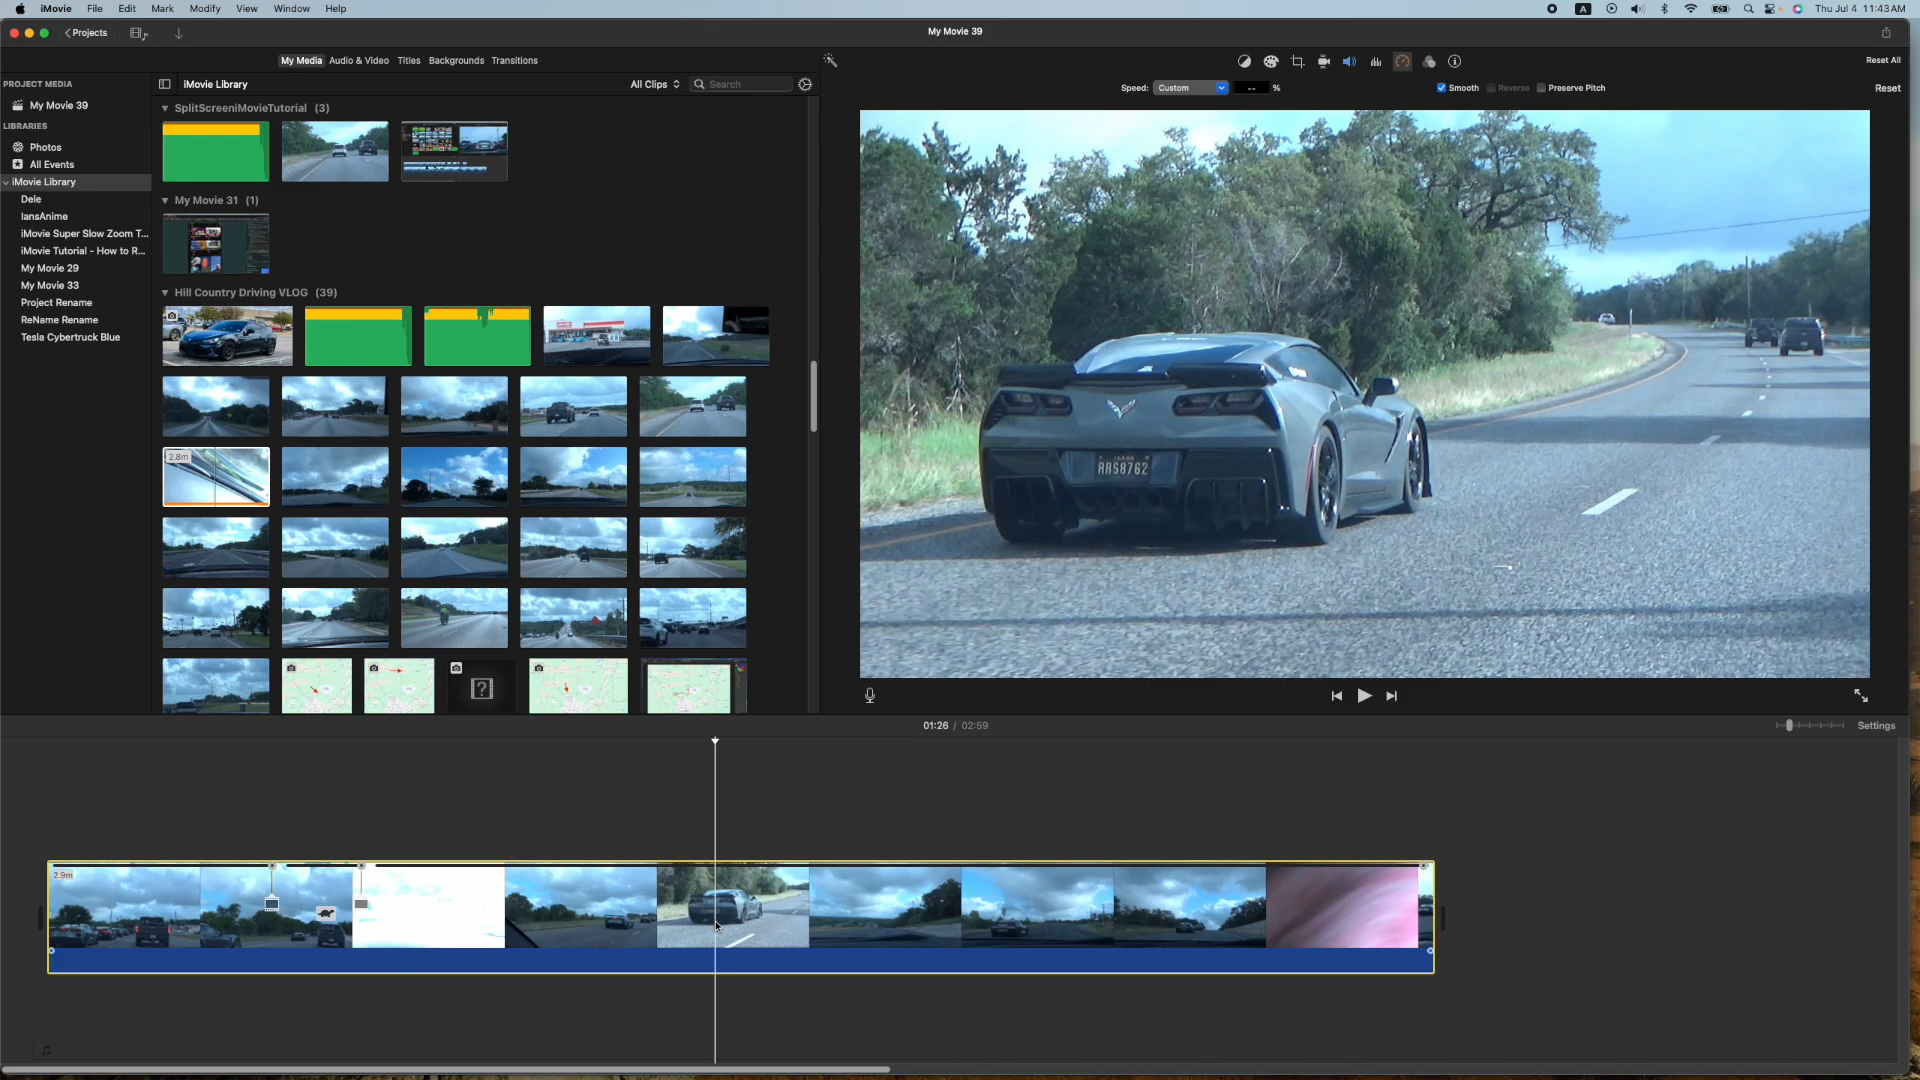 iMovie File Edit Mark Modify View Window Help
A
Thu Jul 4 11:43 AM
Projects
My Movie 39
My Media Audio & Video Titles Backgrounds Transitions
Reset All
PROJECT MEDIA
My Movie 39
LIBRARIES
Photos
All Events
iMovie Library
Dele
IansAnime
iMovie Super Slow Zoom T...
iMovie Tutorial - How to R...
My Movie 29
My Movie 33
Project Rename
ReName Rename
Tesla Cybertruck Blue
iMovie Library All Clips Search
SplitScreeniMovieTutorial (3)
My Movie 31 (1)
Hill Country Driving VLOG (39)
2.8m
?
Speed: Custom -- % Smooth Reverse Preserve Pitch Reset
TEXAS
RRS8762
01:26 / 02:59
Settings
2.9m